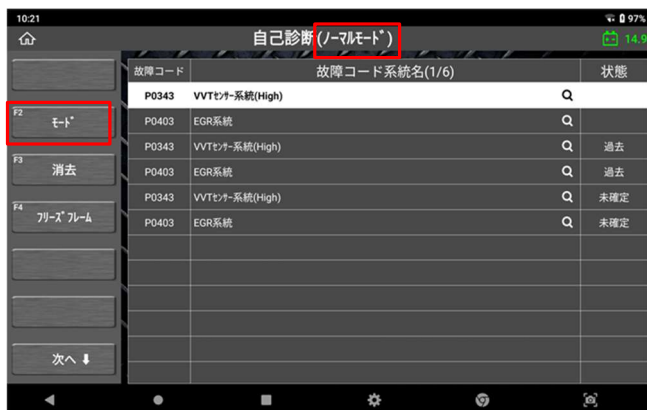 10:21
97%
自己診断(ﾉｰﾏﾙﾓｰﾄﾞ)
14.9
故障コード 故障コード系統名(1/6) 状態
P0343 VVTｾﾝｻｰ系統(High)
F2 ﾓｰﾄﾞ
P0403 EGR系統
P0343 VVTｾﾝｻｰ系統(High) 過去
F3 消去
P0403 EGR系統 過去
P0343 VVTｾﾝｻｰ系統(High) 未確定
F4 ﾌﾘｰｽﾞﾌﾚｰﾑ
P0403 EGR系統 未確定
次へ ⬇